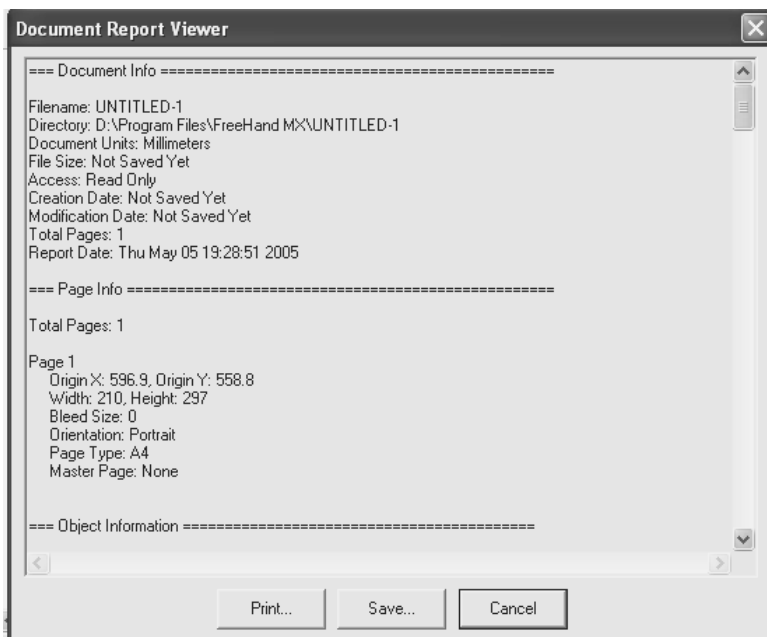 Document Report Viewer
=== Document Info ===============================================
Filename: UNTITLED-1
Directory: D:\Program Files\FreeHand MX\UNTITLED-1
Document Units: Millimeters
File Size: Not Saved Yet
Access: Read Only
Creation Date: Not Saved Yet
Modification Date: Not Saved Yet
Total Pages: 1
Report Date: Thu May 05 19:28:51 2005
=== Page Info ===================================================
Total Pages: 1
Page 1
Origin X: 596.9, Origin Y: 558.8
Width: 210, Height: 297
Bleed Size: 0
Orientation: Portrait
Page Type: A4
Master Page: None
=== Object Information ==========================================
Print... Save... Cancel